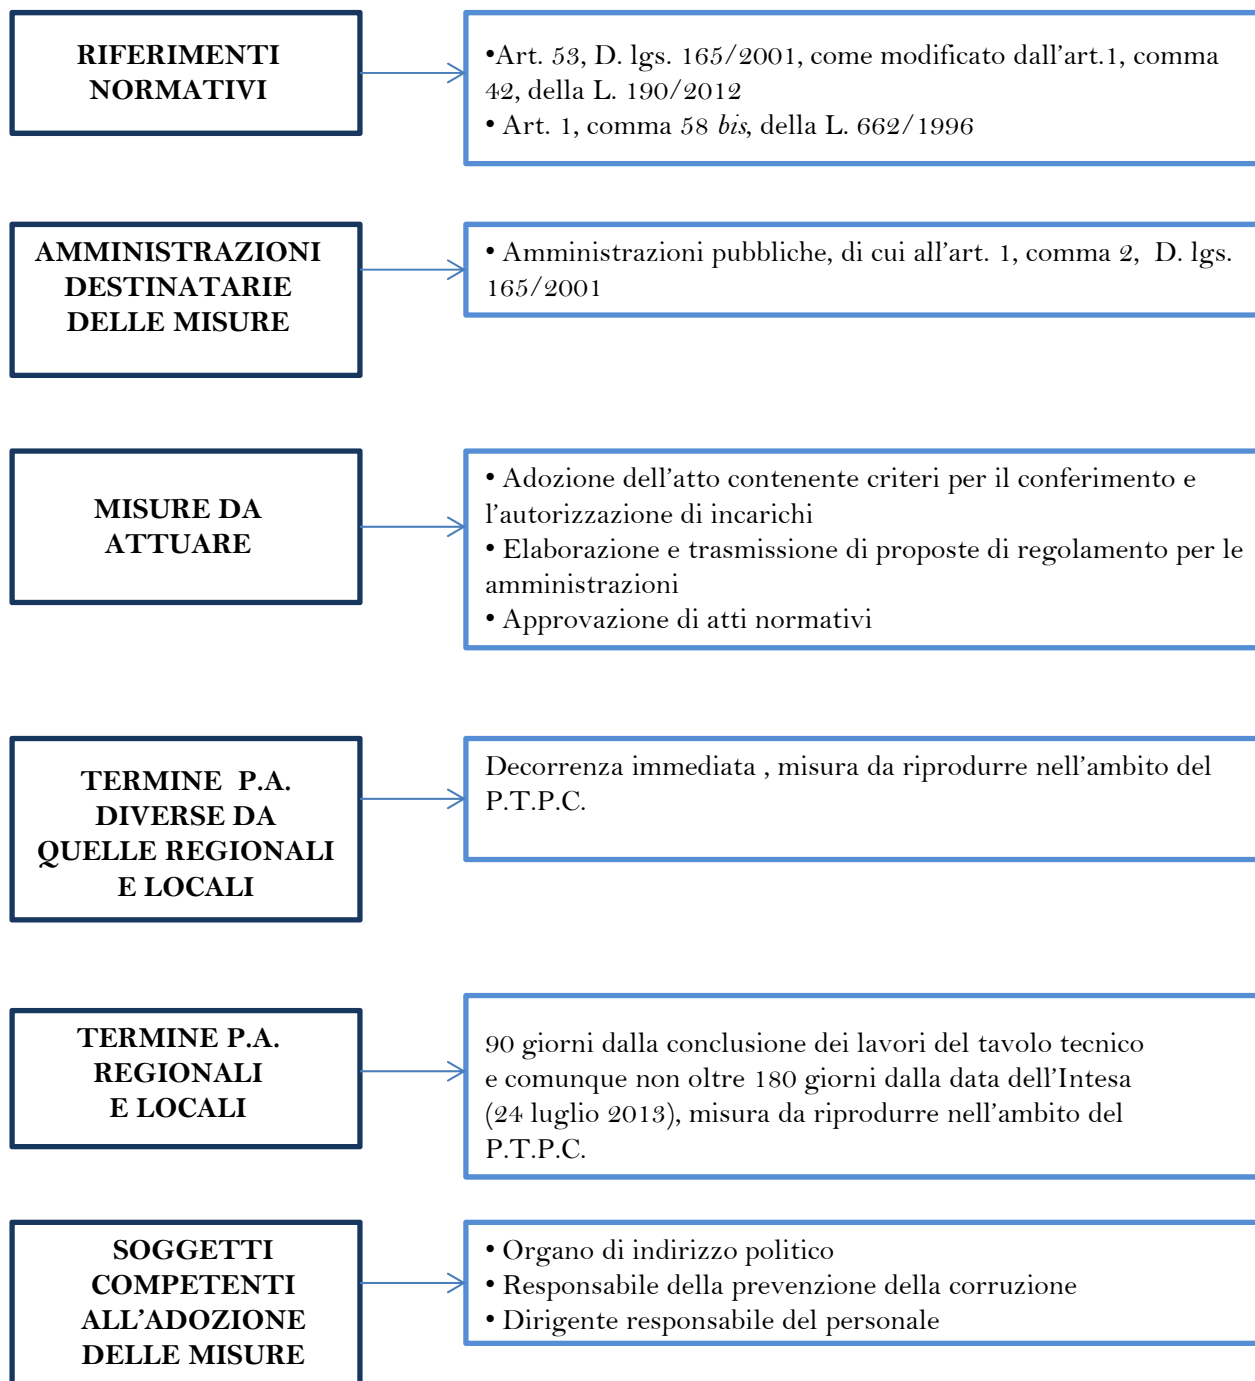 RIFERIMENTI
NORMATIVI
•Art. 53, D. lgs. 165/2001, come modificato dall’art.1, comma
42, della L. 190/2012
• Art. 1, comma 58 bis, della L. 662/1996
AMMINISTRAZIONI
DESTINATARIE
DELLE MISURE
• Amministrazioni pubbliche, di cui all’art. 1, comma 2, D. lgs.
165/2001
MISURE DA
ATTUARE
• Adozione dell’atto contenente criteri per il conferimento e
l’autorizzazione di incarichi
• Elaborazione e trasmissione di proposte di regolamento per le
amministrazioni
• Approvazione di atti normativi
TERMINE P.A.
DIVERSE DA
QUELLE REGIONALI
E LOCALI
Decorrenza immediata , misura da riprodurre nell’ambito del
P.T.P.C.
TERMINE P.A.
REGIONALI
E LOCALI
90 giorni dalla conclusione dei lavori del tavolo tecnico
e comunque non oltre 180 giorni dalla data dell’Intesa
(24 luglio 2013), misura da riprodurre nell’ambito del
P.T.P.C.
SOGGETTI
COMPETENTI
ALL’ADOZIONE
DELLE MISURE
• Organo di indirizzo politico
• Responsabile della prevenzione della corruzione
• Dirigente responsabile del personale